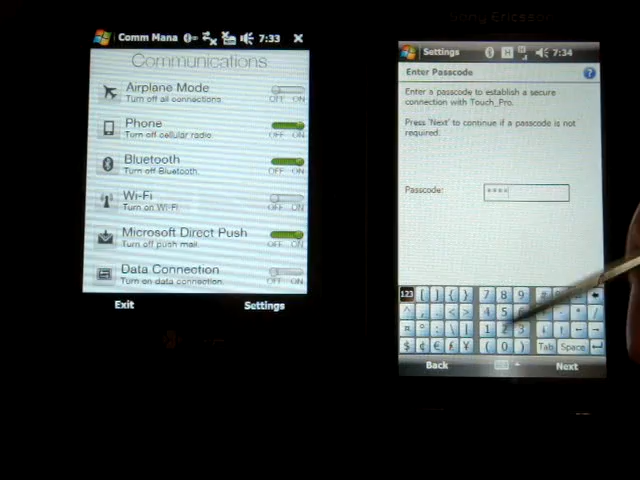 Sony Ericsson
Comm Mana 7:33
Communications
Airplane Mode
Turn off all connections
OFF ON
Phone
Turn off cellular radio
OFF ON
Bluetooth
Turn off Bluetooth
OFF ON
Wi-Fi
Turn on Wi-Fi
OFF ON
Microsoft Direct Push
Turn off push mail
OFF ON
Data Connection
Turn on data connection
OFF ON
Exit Settings
Settings H 7:34
Enter Passcode ?
Enter a passcode to establish a secure
connection with Touch_Pro.
Press 'Next' to continue if a passcode is not
required.
Passcode: ****
123 [ ] { } 7 8 9 #
^ , . < > 4 5 * /
¤ ° : \ | 1 2 3 ↓ ↑ ← →
$ ¢ € £ ¥ ( 0 ) Tab Space
Back Next